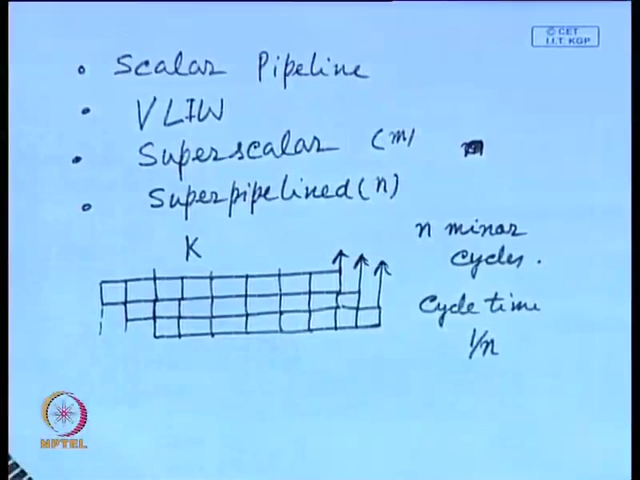 © CET
I.I.T. KGP
• Scalar Pipeline
• VLIW
• Superscalar (m)
• Superpipelined (n)
K
n minor
cycles.
Cycle time
1/n
NPTEL